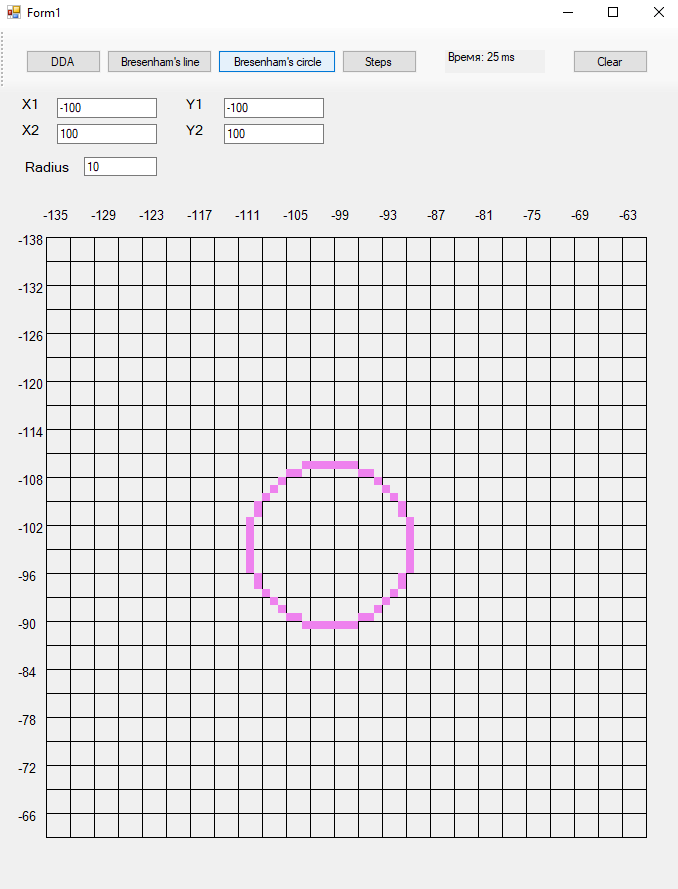 Form1
DDA Bresenham's line Bresenham's circle Steps Время: 25 ms Clear
X1 -100 Y1 -100
X2 100 Y2 100
Radius 10
-135 -129 -123 -117 -111 -105 -99 -93 -87 -81 -75 -69 -63
-138
-132
-126
-120
-114
-108
-102
-96
-90
-84
-78
-72
-66